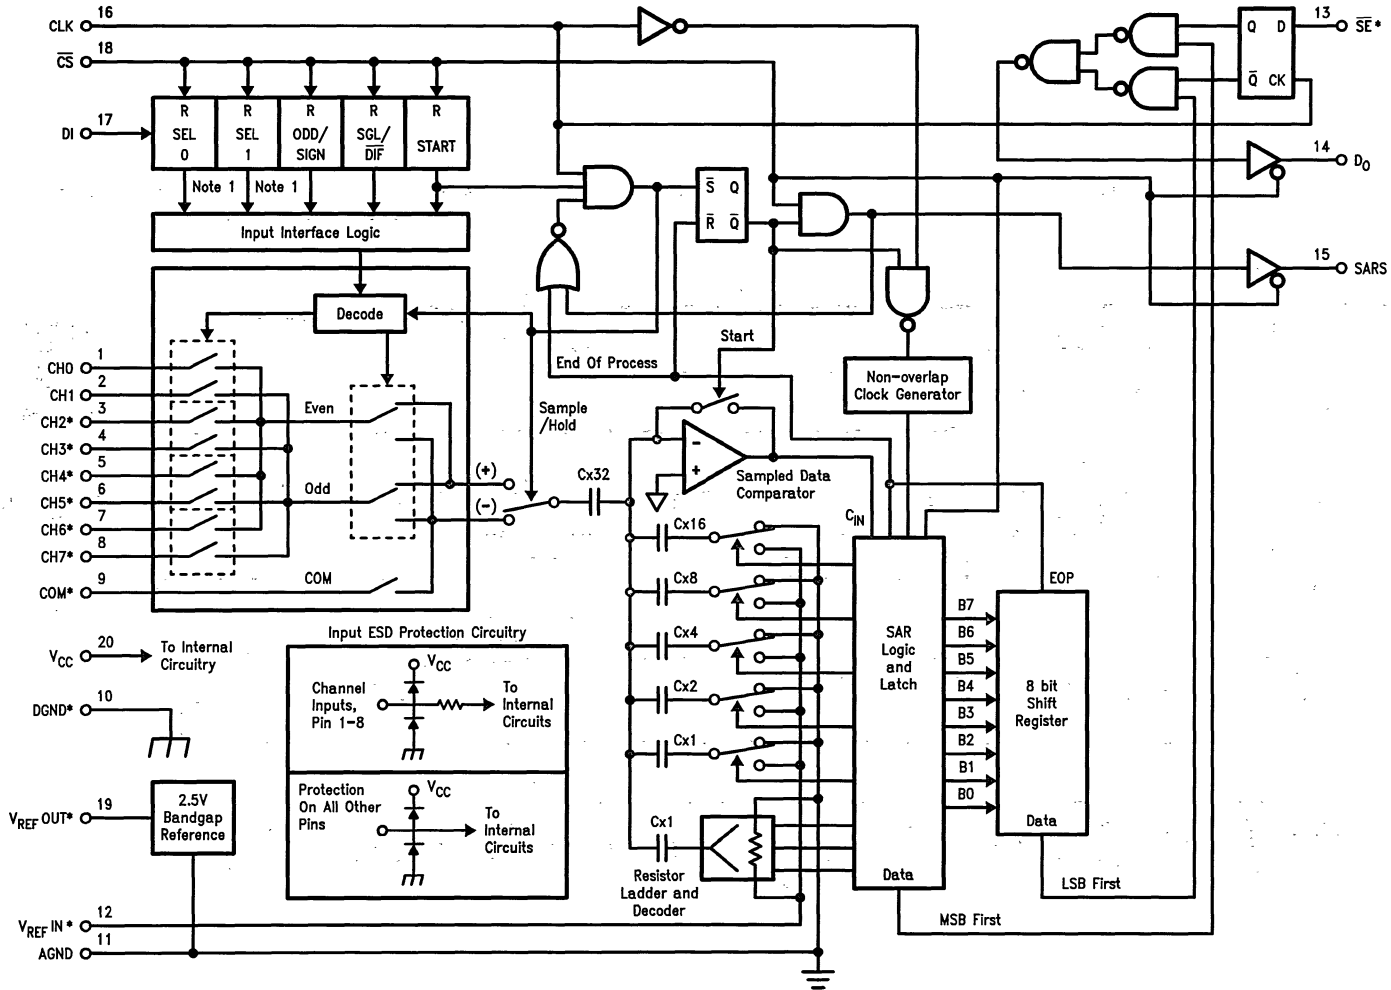 CLK 16
CS 18
R R R R R
SEL 0
SEL 1
ODD/ SIGN
SGL/ DIF
START
DI 17
Note 1 Note 1
Input Interface Logic
Decode
CH0 1
CH1 2
CH2* 3
CH3* 4
CH4* 5
CH5* 6
CH6* 7
CH7* 8
COM* 9
Even
Odd
COM
(+)
(-)
Sample
/Hold
Cx32
End Of Process
Start
S Q
R Q
Q D
Q CK
13 SE*
14 DO
15 SARS
Non-overlap
Clock Generator
-
+
Sampled Data
Comparator
CIN
Cx16
Cx8
Cx4
Cx2
Cx1
Cx1
Resistor
Ladder and
Decoder
SAR
Logic
and
Latch
Data
EOP
B7
B6
B5
B4
B3
B2
B1
B0
8 bit
Shift
Register
Data
LSB First
MSB First
VCC 20
To Internal
Circuitry
DGND* 10
VREF OUT* 19
2.5V
Bandgap
Reference
VREF IN* 12
AGND 11
Input ESD Protection Circuitry
VCC
Channel
Inputs,
Pin 1-8
To
Internal
Circuits
Protection
On All Other
Pins
VCC
To
Internal
Circuits